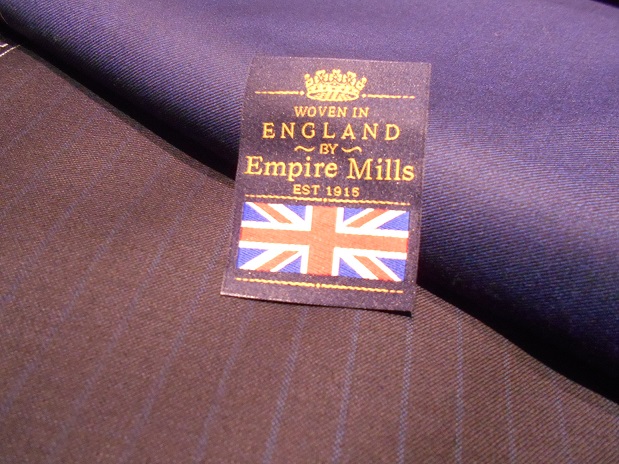 WOVEN IN
ENGLAND
~ BY ~
Empire Mills
EST 1915